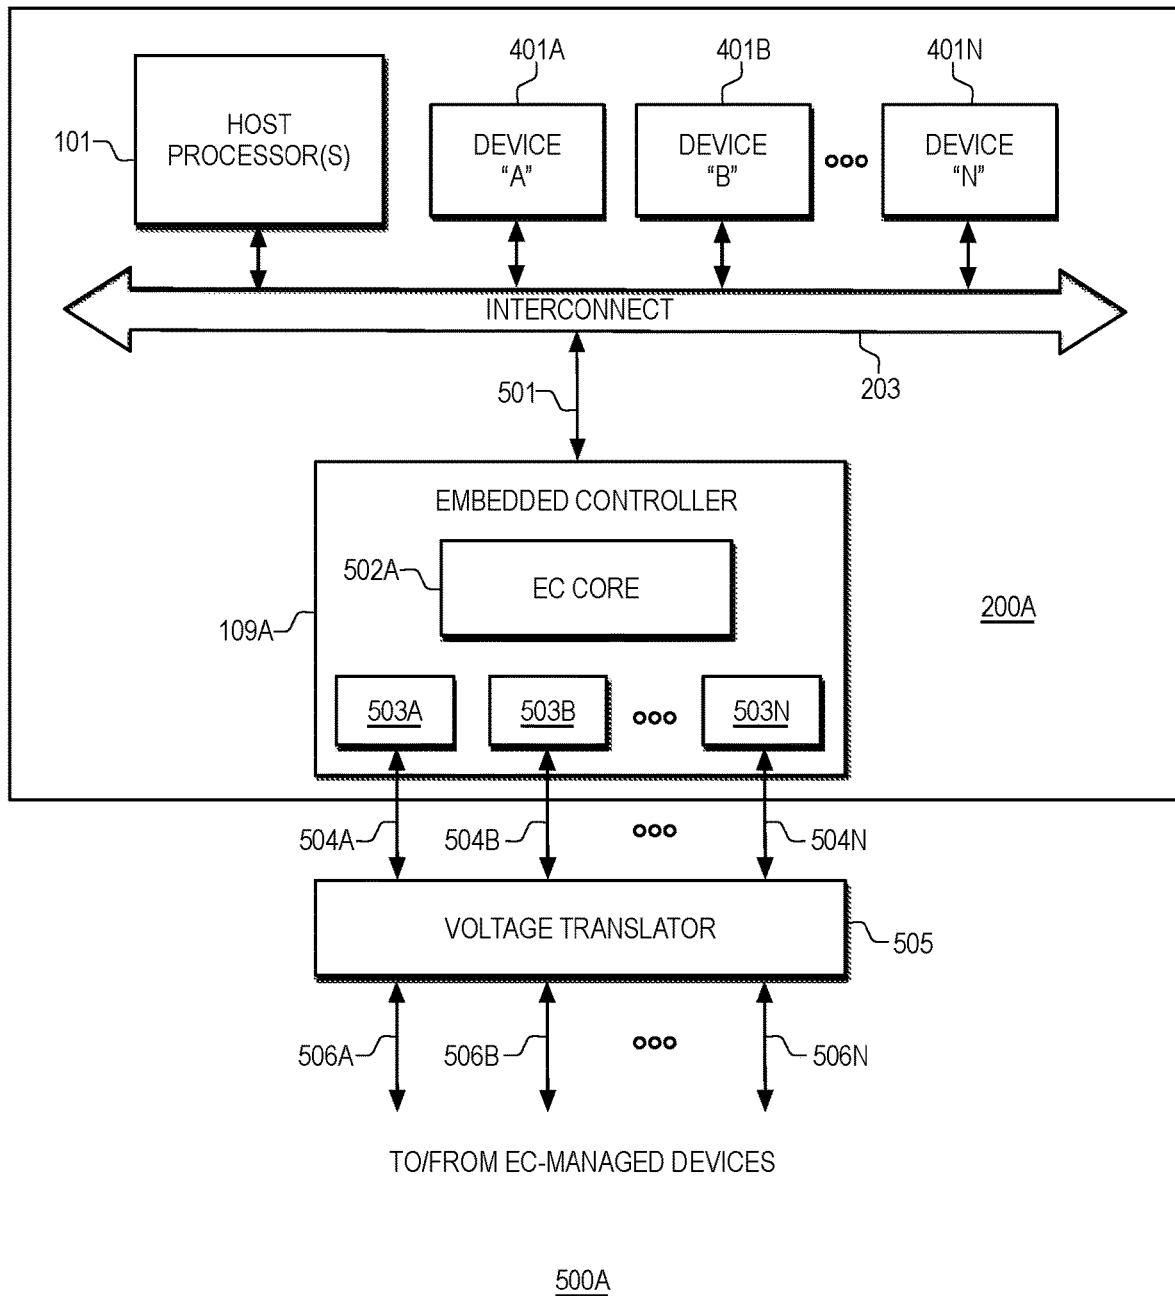 401A
401B
401N
101
HOST
PROCESSOR(S)
DEVICE
"A"
DEVICE
"B"
DEVICE
"N"
INTERCONNECT
501
203
EMBEDDED CONTROLLER
502A
EC CORE
109A
200A
503A
503B
503N
504A
504B
504N
VOLTAGE TRANSLATOR
505
506A
506B
506N
TO/FROM EC-MANAGED DEVICES
500A